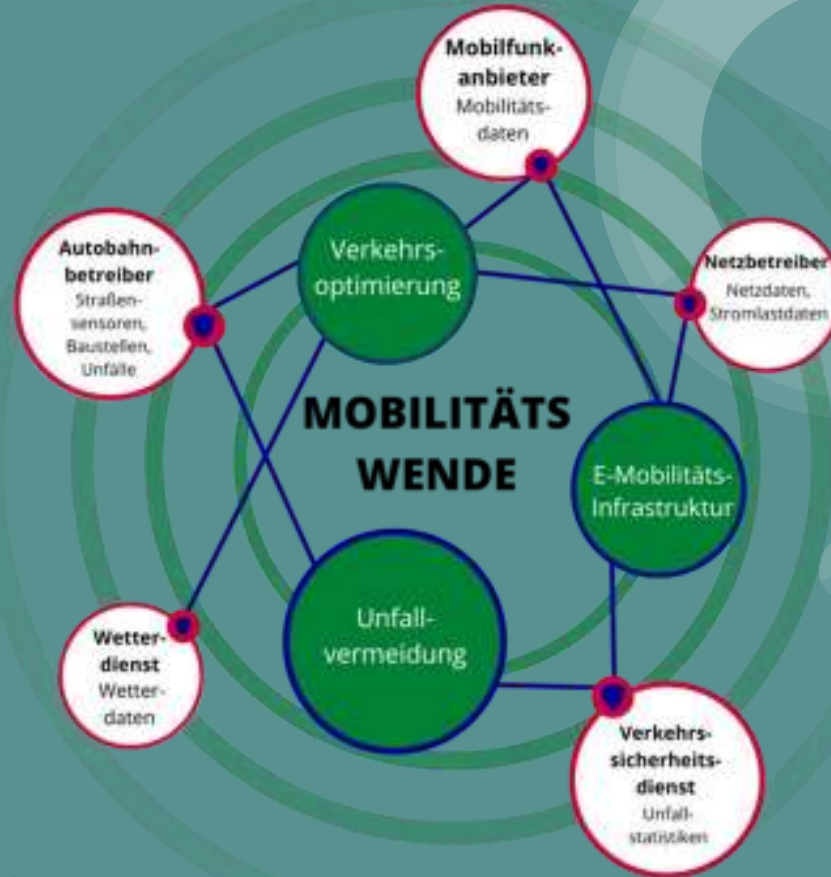 Mobilfunk-
anbieter
Mobilitäts-
daten
Verkehrs-
optimierung
Autobahn-
betreiber
Straßen-
sensoren,
Baustellen,
Unfälle
Netzbetreiber
Netzdaten,
Stromlastdaten
MOBILITÄTS
WENDE
E-Mobilitäts-
Infrastruktur
Unfall-
vermeidung
Wetter-
dienst
Wetter-
daten
Verkehrs-
sicherheits-
dienst
Unfall-
statistiken